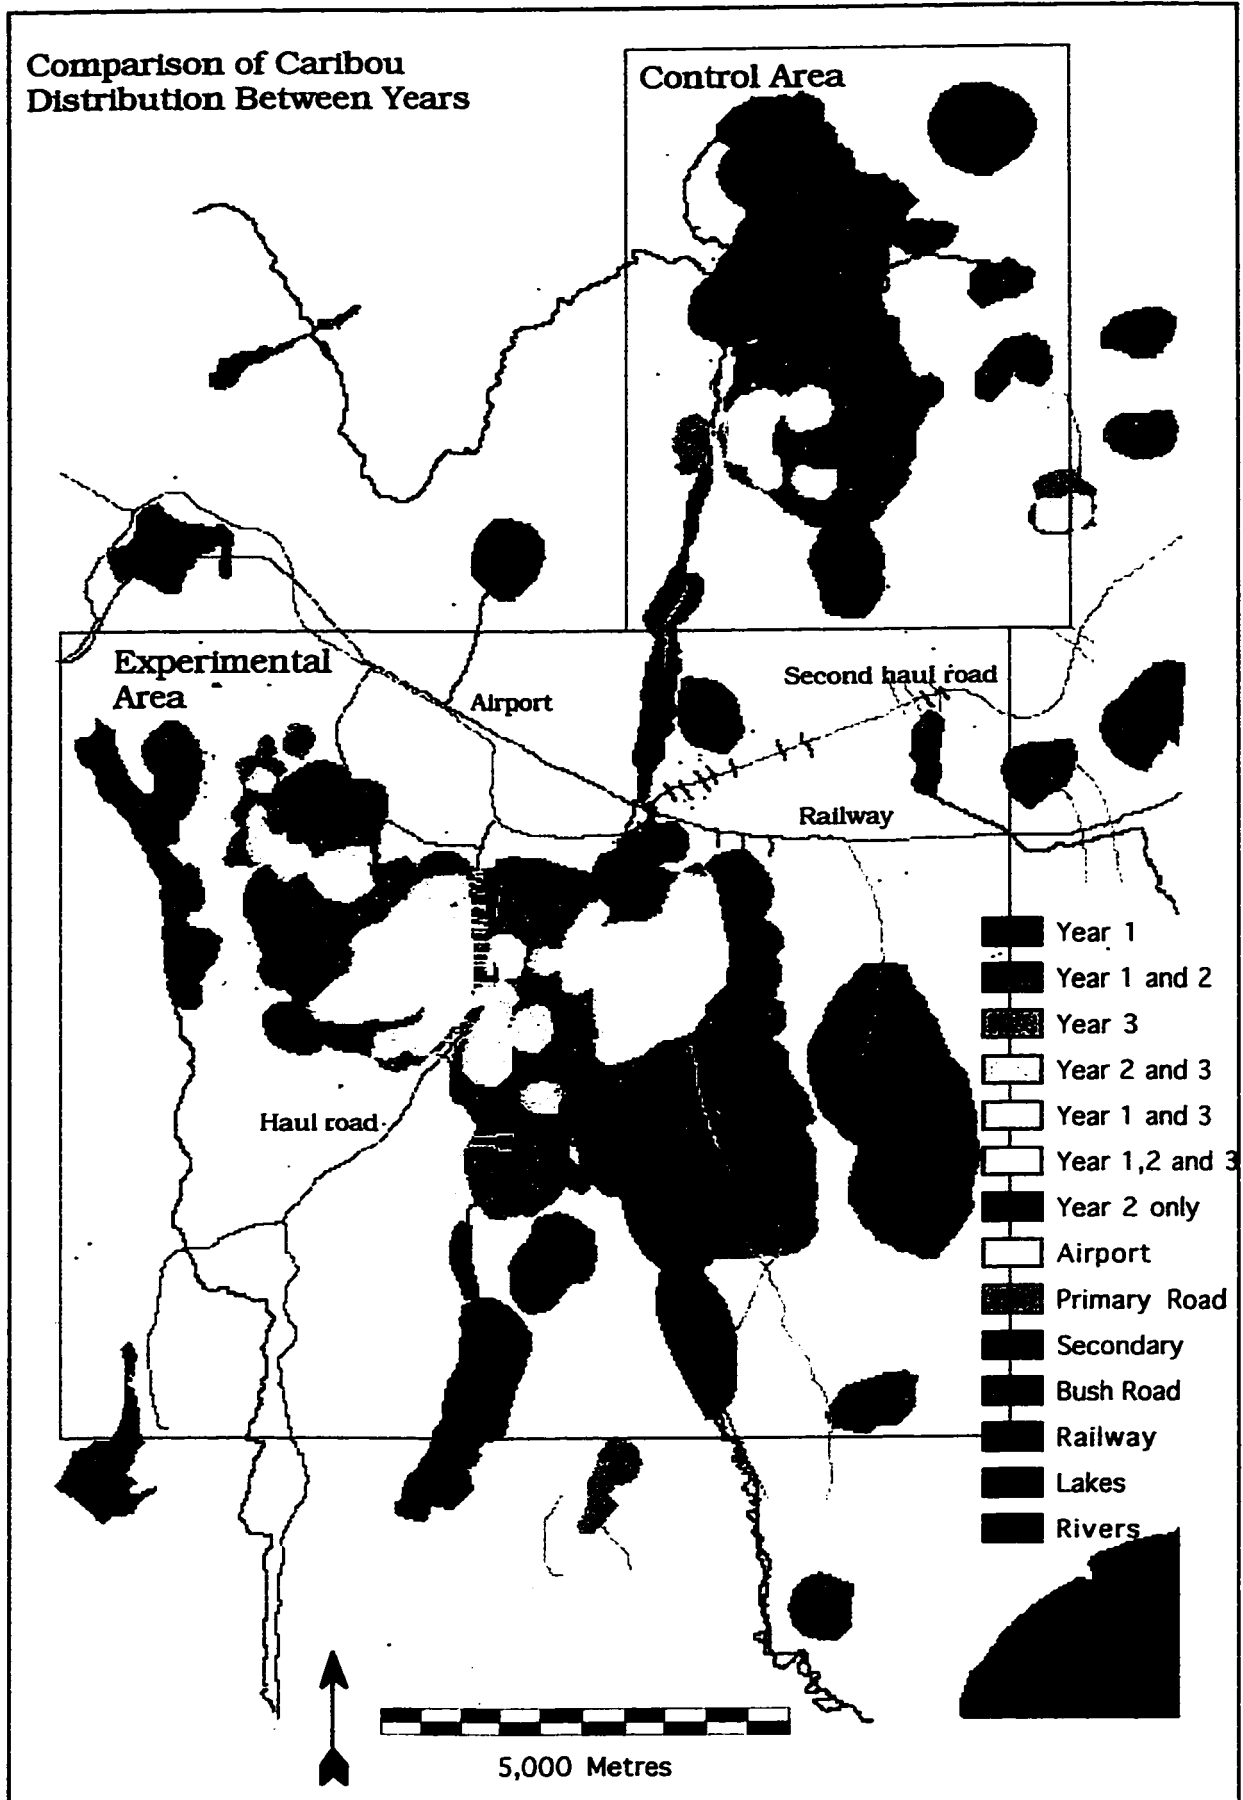 Comparison of Caribou
Distribution Between Years
Control Area
Experimental
Area
Airport
Second haul road
Railway
Haul road
Year 1
Year 1 and 2
Year 3
Year 2 and 3
Year 1 and 3
Year 1,2 and 3
Year 2 only
Airport
Primary Road
Secondary
Bush Road
Railway
Lakes
Rivers
5,000 Metres